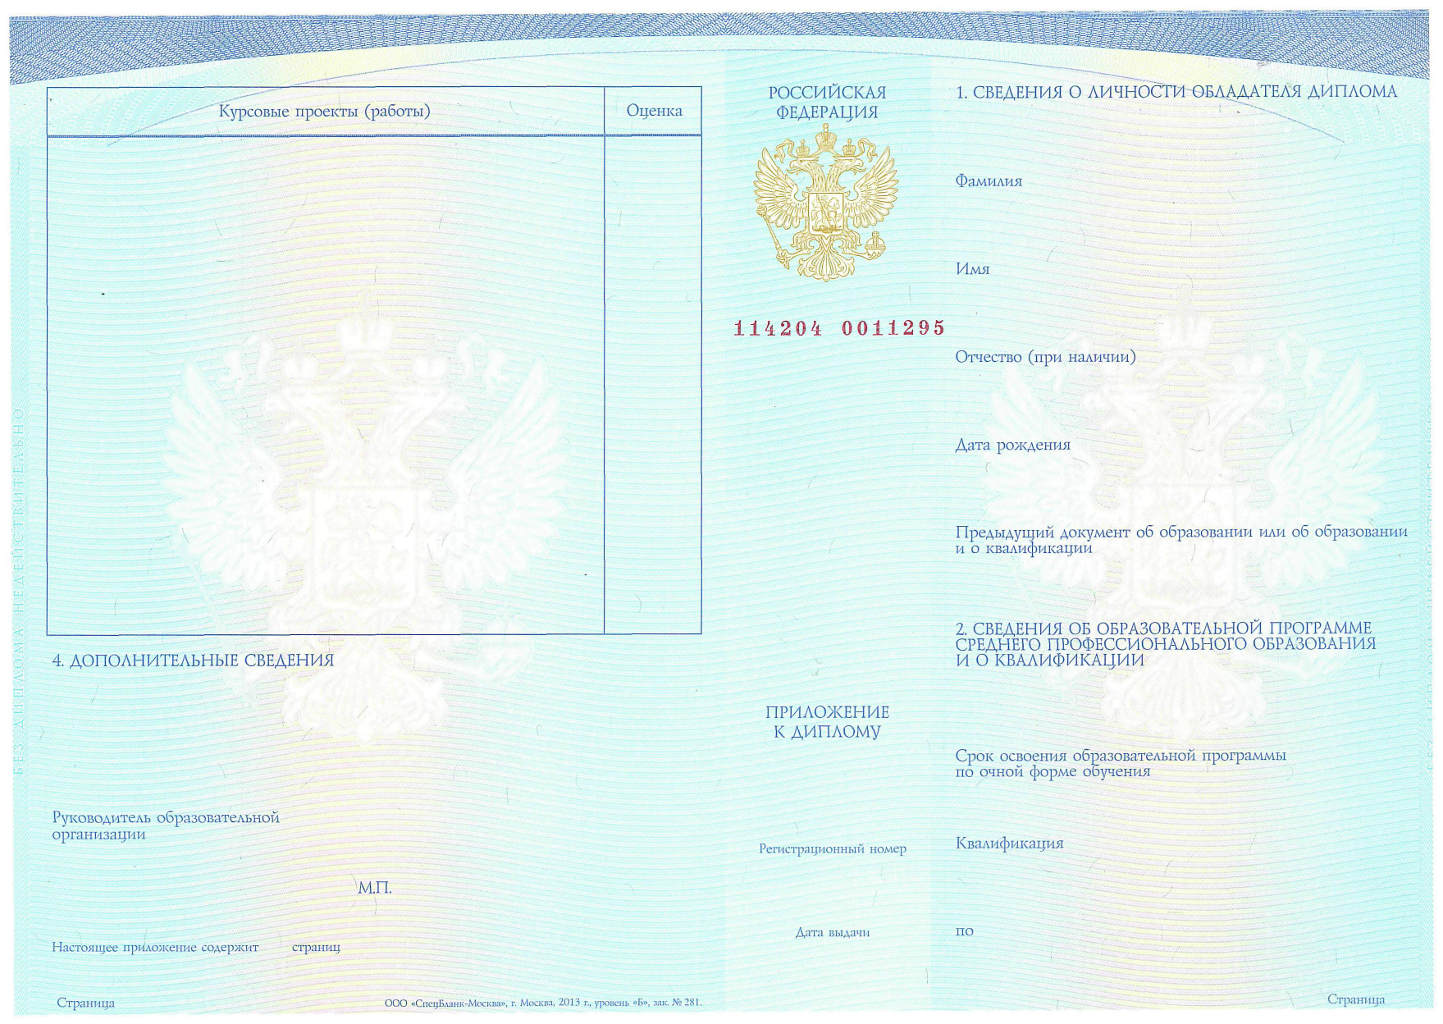 Курсовые проекты (работы)
Оценка
4. ДОПОЛНИТЕЛЬНЫЕ СВЕДЕНИЯ
Руководитель образовательной
организации
М.П.
Настоящее приложение содержит страниц
Страница
ООО «СпецБланк-Москва», г. Москва, 2013 г., уровень «Б», зак. № 281.
БЕЗ ДИПЛОМА НЕДЕЙСТВИТЕЛЬНО
РОССИЙСКАЯ
ФЕДЕРАЦИЯ
114204 0011295
ПРИЛОЖЕНИЕ
К ДИПЛОМУ
Регистрационный номер
Дата выдачи
1. СВЕДЕНИЯ О ЛИЧНОСТИ ОБЛАДАТЕЛЯ ДИПЛОМА
Фамилия
Имя
Отчество (при наличии)
Дата рождения
Предыдущий документ об образовании или об образовании
и о квалификации
2. СВЕДЕНИЯ ОБ ОБРАЗОВАТЕЛЬНОЙ ПРОГРАММЕ
СРЕДНЕГО ПРОФЕССИОНАЛЬНОГО ОБРАЗОВАНИЯ
И О КВАЛИФИКАЦИИ
Срок освоения образовательной программы
по очной форме обучения
Квалификация
по
Страница